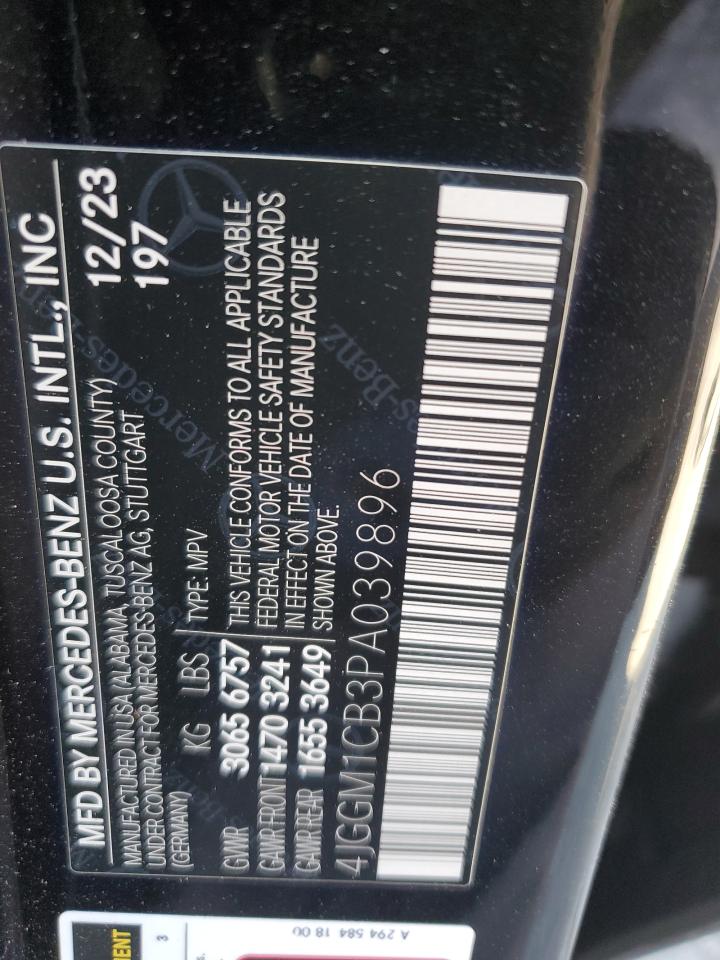 MFD BY MERCEDES-BENZ U.S. INTL., INC
MANUFACTURED IN USA (ALABAMA, TUSCALOOSA COUNTY) 12/23
UNDER CONTRACT FOR MERCEDES-BENZ AG, STUTTGART 197
(GERMANY)
KG LBS TYPE: MPV
GVWR 3065 6757
GAWR FRONT 1470 3241
GAWR REAR 1655 3649
THIS VEHICLE CONFORMS TO ALL APPLICABLE
FEDERAL MOTOR VEHICLE SAFETY STANDARDS
IN EFFECT ON THE DATE OF MANUFACTURE
SHOWN ABOVE.
4JGGM1CB3PA039896
Mercedes-Benz
A 294 584 18 00
3